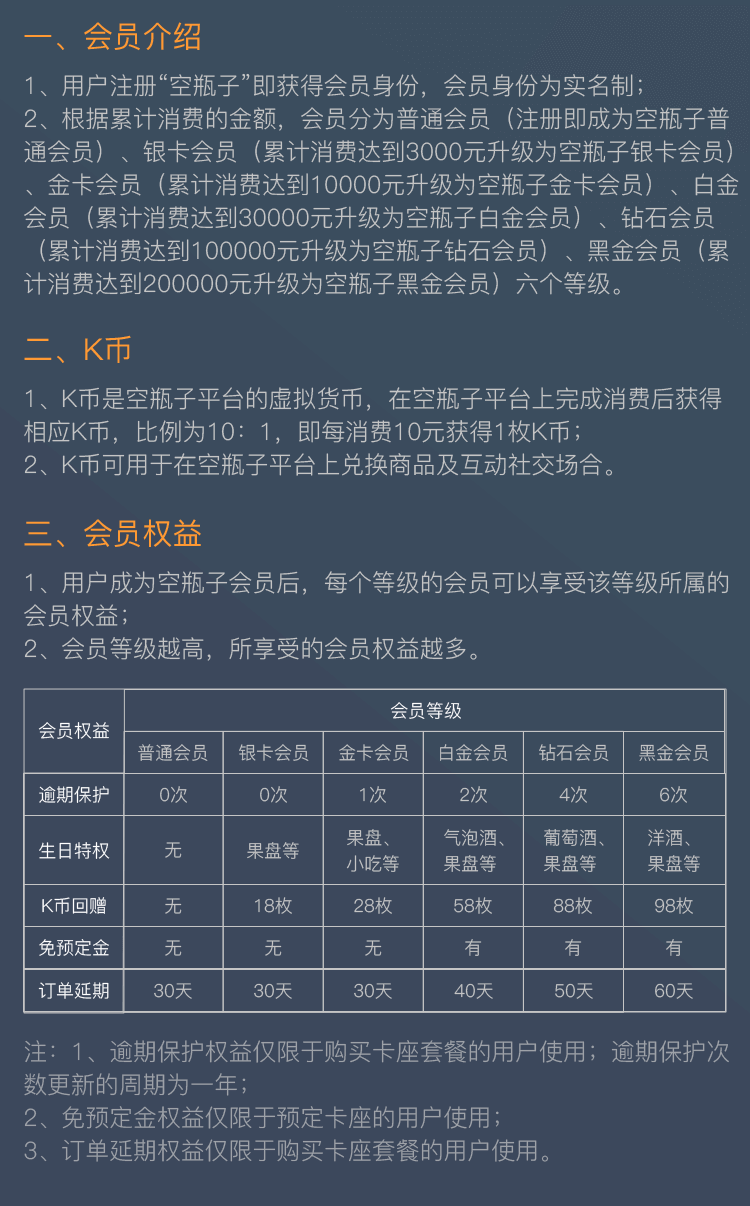 一、会员介绍
1、用户注册“空瓶子”即获得会员身份，会员身份为实名制；
2、根据累计消费的金额，会员分为普通会员（注册即成为空瓶子普
通会员）、银卡会员（累计消费达到3000元升级为空瓶子银卡会员）
、金卡会员（累计消费达到10000元升级为空瓶子金卡会员）、白金
会员（累计消费达到30000元升级为空瓶子白金会员）、钻石会员
（累计消费达到100000元升级为空瓶子钻石会员）、黑金会员（累
计消费达到200000元升级为空瓶子黑金会员）六个等级。
二、K币
1、K币是空瓶子平台的虚拟货币，在空瓶子平台上完成消费后获得
相应K币，比例为10：1，即每消费10元获得1枚K币；
2、K币可用于在空瓶子平台上兑换商品及互动社交场合。
三、会员权益
1、用户成为空瓶子会员后，每个等级的会员可以享受该等级所属的
会员权益；
2、会员等级越高，所享受的会员权益越多。
会员权益 会员等级
普通会员 银卡会员 金卡会员 白金会员 钻石会员 黑金会员
逾期保护 0次 0次 1次 2次 4次 6次
生日特权 无 果盘等 果盘、小吃等 气泡酒、果盘等 葡萄酒、果盘等 洋酒、果盘等
K币回赠 无 18枚 28枚 58枚 88枚 98枚
免预定金 无 无 无 有 有 有
订单延期 30天 30天 30天 40天 50天 60天
注：1、逾期保护权益仅限于购买卡座套餐的用户使用；逾期保护次
数更新的周期为一年；
2、免预定金权益仅限于预定卡座的用户使用；
3、订单延期权益仅限于购买卡座套餐的用户使用。